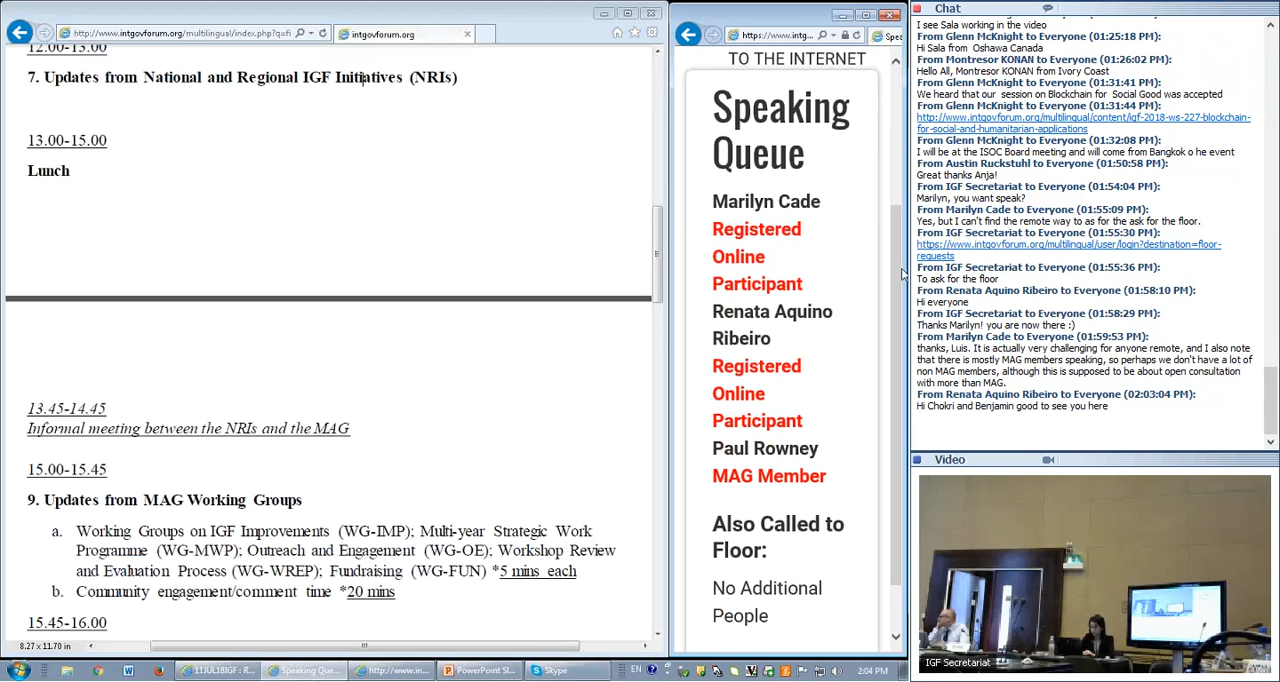 http://www.intgovforum.org/multilingual/index.php?q=fi
intgovforum.org
12.00-13.00
7. Updates from National and Regional IGF Initiatives (NRIs)
13.00-15.00
Lunch
13.45-14.45
Informal meeting between the NRIs and the MAG
15.00-15.45
9. Updates from MAG Working Groups
a. Working Groups on IGF Improvements (WG-IMP); Multi-year Strategic Work
Programme (WG-MWP); Outreach and Engagement (WG-OE); Workshop Review
and Evaluation Process (WG-WREP); Fundraising (WG-FUN) *5 mins each
b. Community engagement/comment time *20 mins
15.45-16.00
8.27 x 11.70 in
https://www.intg...
Spe
TO THE INTERNET
Speaking
Queue
Marilyn Cade
Registered
Online
Participant
Renata Aquino
Ribeiro
Registered
Online
Participant
Paul Rowney
MAG Member
Also Called to
Floor:
No Additional
People
Chat
I see Sala working in the video
From Glenn McKnight to Everyone (01:25:18 PM):
Hi Sala from Oshawa Canada
From Montresor KONAN to Everyone (01:26:02 PM):
Hello All, Montresor KONAN from Ivory Coast
From Glenn McKnight to Everyone (01:31:41 PM):
We heard that our session on Blockchain for Social Good was accepted
From Glenn McKnight to Everyone (01:31:44 PM):
http://www.intgovforum.org/multilingual/content/igf-2018-ws-227-blockchain-
for-social-and-humanitarian-applications
From Glenn McKnight to Everyone (01:32:08 PM):
I will be at the ISOC Board meeting and will come from Bangkok o he event
From Austin Ruckstuhl to Everyone (01:50:58 PM):
Great thanks Anja!
From IGF Secretariat to Everyone (01:54:04 PM):
Marilyn, you want speak?
From Marilyn Cade to Everyone (01:55:09 PM):
Yes, but I can't find the remote way to as for the ask for the floor.
From IGF Secretariat to Everyone (01:55:30 PM):
https://www.intgovforum.org/multilingual/user/login?destination=floor-
requests
From IGF Secretariat to Everyone (01:55:36 PM):
To ask for the floor
From Renata Aquino Ribeiro to Everyone (01:58:10 PM):
Hi everyone
From IGF Secretariat to Everyone (01:58:29 PM):
Thanks Marilyn! you are now there :)
From Marilyn Cade to Everyone (01:59:53 PM):
thanks, Luis. It is actually very challenging for anyone remote, and I also note
that there is mostly MAG members speaking, so perhaps we don't have a lot of
non MAG members, although this is supposed to be about open consultation
with more than MAG.
From Renata Aquino Ribeiro to Everyone (02:03:04 PM):
Hi Chokri and Benjamin good to see you here
Video
IGF Secretariat
11JUL18IGF : R...
Speaking Que...
http://www.in...
PowerPoint Sl...
Skype
EN
2:04 PM